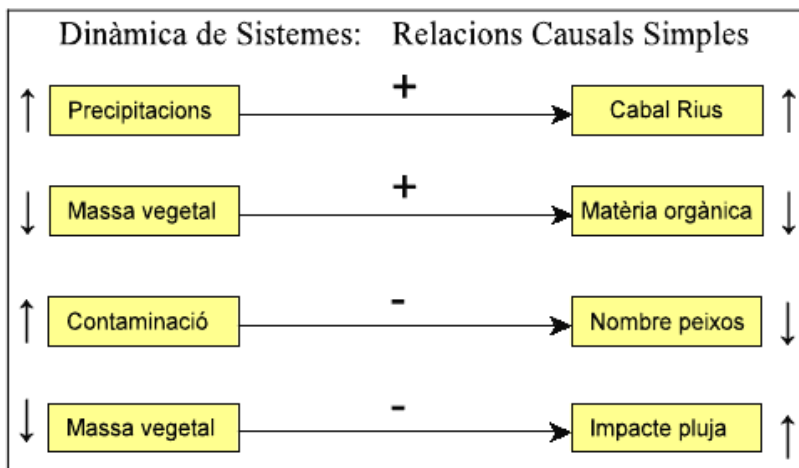 Dinàmica de Sistemes: Relacions Causals Simples
+
↑ Precipitacions Cabal Rius ↑
+
↓ Massa vegetal Matèria orgànica ↓
-
↑ Contaminació Nombre peixos ↓
-
↓ Massa vegetal Impacte pluja ↑